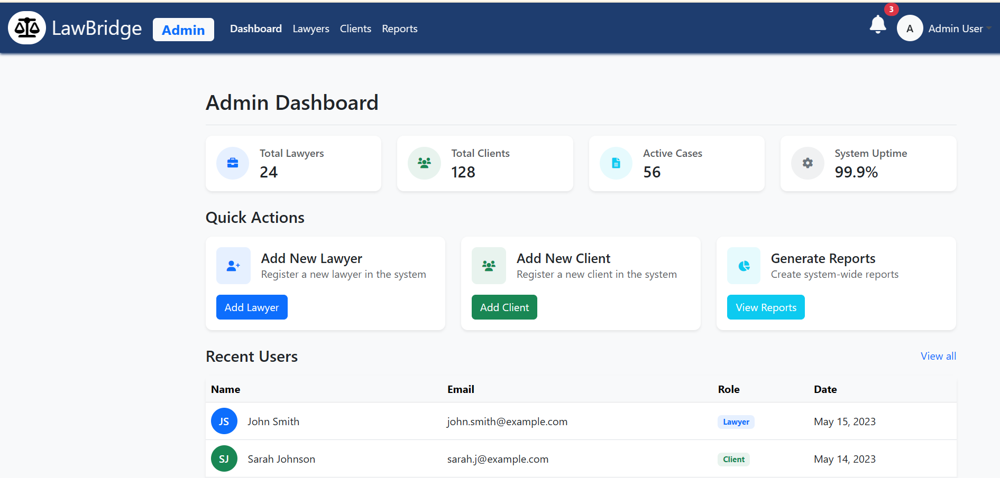 LawBridge Admin Dashboard Lawyers Clients Reports 3 A Admin User
Admin Dashboard
Total Lawyers
24
Total Clients
128
Active Cases
56
System Uptime
99.9%
Quick Actions
Add New Lawyer
Register a new lawyer in the system
Add Lawyer
Add New Client
Register a new client in the system
Add Client
Generate Reports
Create system-wide reports
View Reports
Recent Users View all
Name Email Role Date
JS John Smith john.smith@example.com Lawyer May 15, 2023
SJ Sarah Johnson sarah.j@example.com Client May 14, 2023